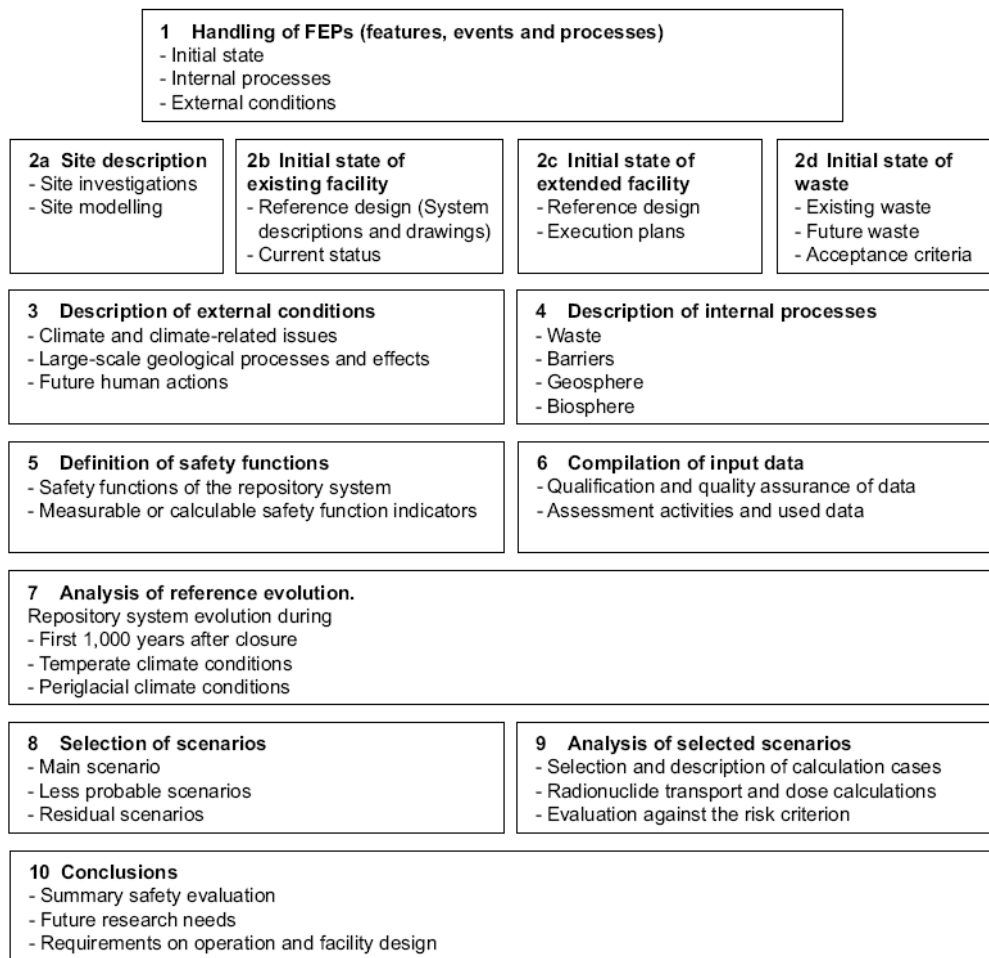 1 Handling of FEPs (features, events and processes)
- Initial state
- Internal processes
- External conditions
2a Site description
- Site investigations
- Site modelling
2b Initial state of
existing facility
- Reference design (System
descriptions and drawings)
- Current status
2c Initial state of
extended facility
- Reference design
- Execution plans
2d Initial state of
waste
- Existing waste
- Future waste
- Acceptance criteria
3 Description of external conditions
- Climate and climate-related issues
- Large-scale geological processes and effects
- Future human actions
4 Description of internal processes
- Waste
- Barriers
- Geosphere
- Biosphere
5 Definition of safety functions
- Safety functions of the repository system
- Measurable or calculable safety function indicators
6 Compilation of input data
- Qualification and quality assurance of data
- Assessment activities and used data
7 Analysis of reference evolution.
Repository system evolution during
- First 1,000 years after closure
- Temperate climate conditions
- Periglacial climate conditions
8 Selection of scenarios
- Main scenario
- Less probable scenarios
- Residual scenarios
9 Analysis of selected scenarios
- Selection and description of calculation cases
- Radionuclide transport and dose calculations
- Evaluation against the risk criterion
10 Conclusions
- Summary safety evaluation
- Future research needs
- Requirements on operation and facility design